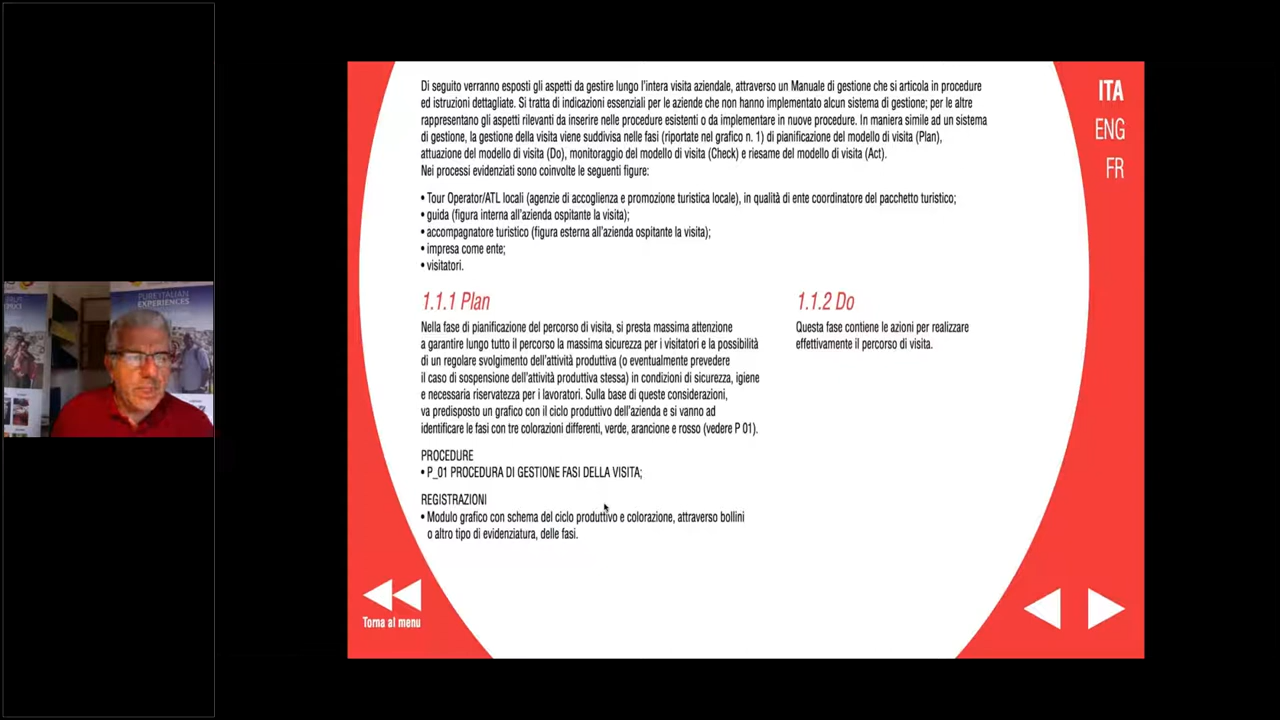 Di seguito verranno esposti gli aspetti da gestire lungo l'intera visita aziendale, attraverso un Manuale di gestione che si articola in procedure
ed istruzioni dettagliate. Si tratta di indicazioni essenziali per le aziende che non hanno implementato alcun sistema di gestione; per le altre
rappresentano gli aspetti rilevanti da inserire nelle procedure esistenti o da implementare in nuove procedure. In maniera simile ad un sistema
di gestione, la gestione della visita viene suddivisa nelle fasi (riportate nel grafico n. 1) di pianificazione del modello di visita (Plan),
attuazione del modello di visita (Do), monitoraggio del modello di visita (Check) e riesame del modello di visita (Act).
Nei processi evidenziati sono coinvolte le seguenti figure:
• Tour Operator/ATL locali (agenzie di accoglienza e promozione turistica locale), in qualità di ente coordinatore del pacchetto turistico;
• guida (figura interna all'azienda ospitante la visita);
• accompagnatore turistico (figura esterna all'azienda ospitante la visita);
• impresa come ente;
• visitatori.
1.1.1 Plan
Nella fase di pianificazione del percorso di visita, si presta massima attenzione
a garantire lungo tutto il percorso la massima sicurezza per i visitatori e la possibilità
di un regolare svolgimento dell'attività produttiva (o eventualmente prevedere
il caso di sospensione dell'attività produttiva stessa) in condizioni di sicurezza, igiene
e necessaria riservatezza per i lavoratori. Sulla base di queste considerazioni,
va predisposto un grafico con il ciclo produttivo dell'azienda e si vanno ad
identificare le fasi con tre colorazioni differenti, verde, arancione e rosso (vedere P 01).
PROCEDURE
• P_01 PROCEDURA DI GESTIONE FASI DELLA VISITA;
REGISTRAZIONI
• Modulo grafico con schema del ciclo produttivo e colorazione, attraverso bollini
o altro tipo di evidenziatura, delle fasi.
1.1.2 Do
Questa fase contiene le azioni per realizzare
effettivamente il percorso di visita.
ITA
ENG
FR
Torna al menu
PURE ITALIAN
EXPERIENCES